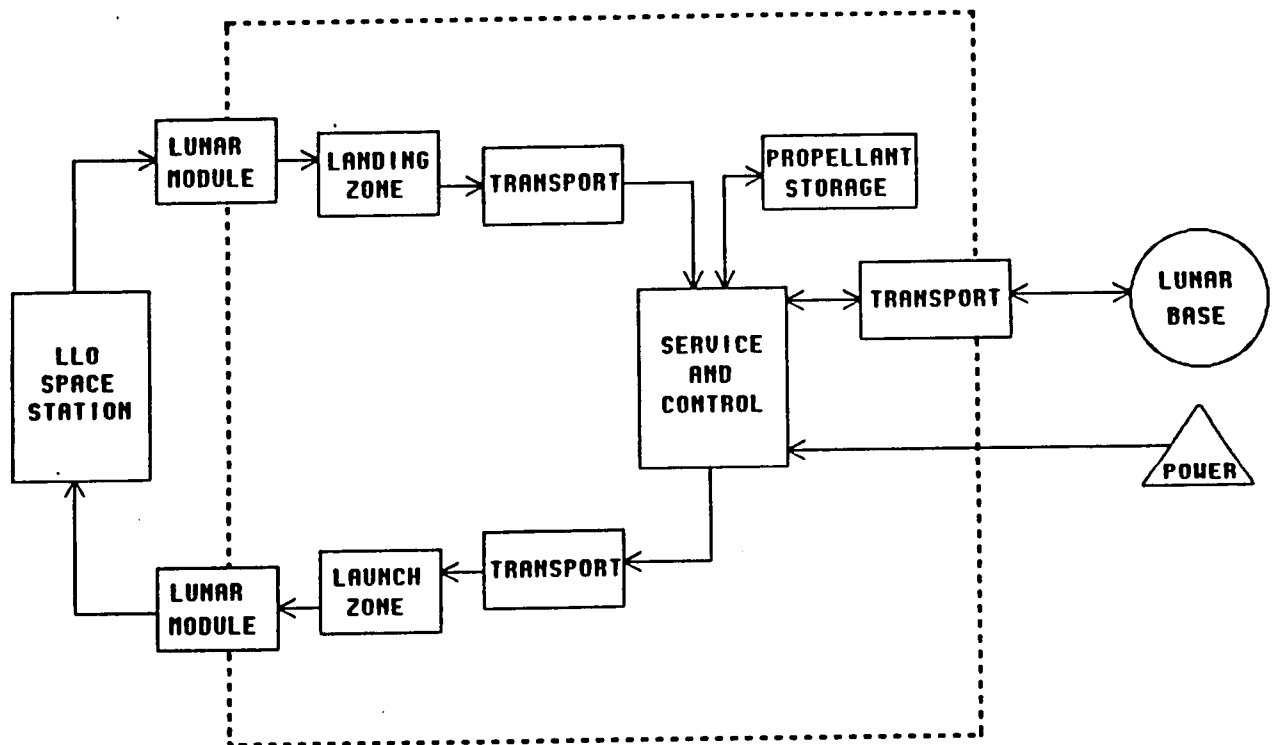 LUNAR
MODULE
LANDING
ZONE
TRANSPORT
PROPELLANT
STORAGE
TRANSPORT
LUNAR
BASE
LLO
SPACE
STATION
SERVICE
AND
CONTROL
POWER
LUNAR
MODULE
LAUNCH
ZONE
TRANSPORT